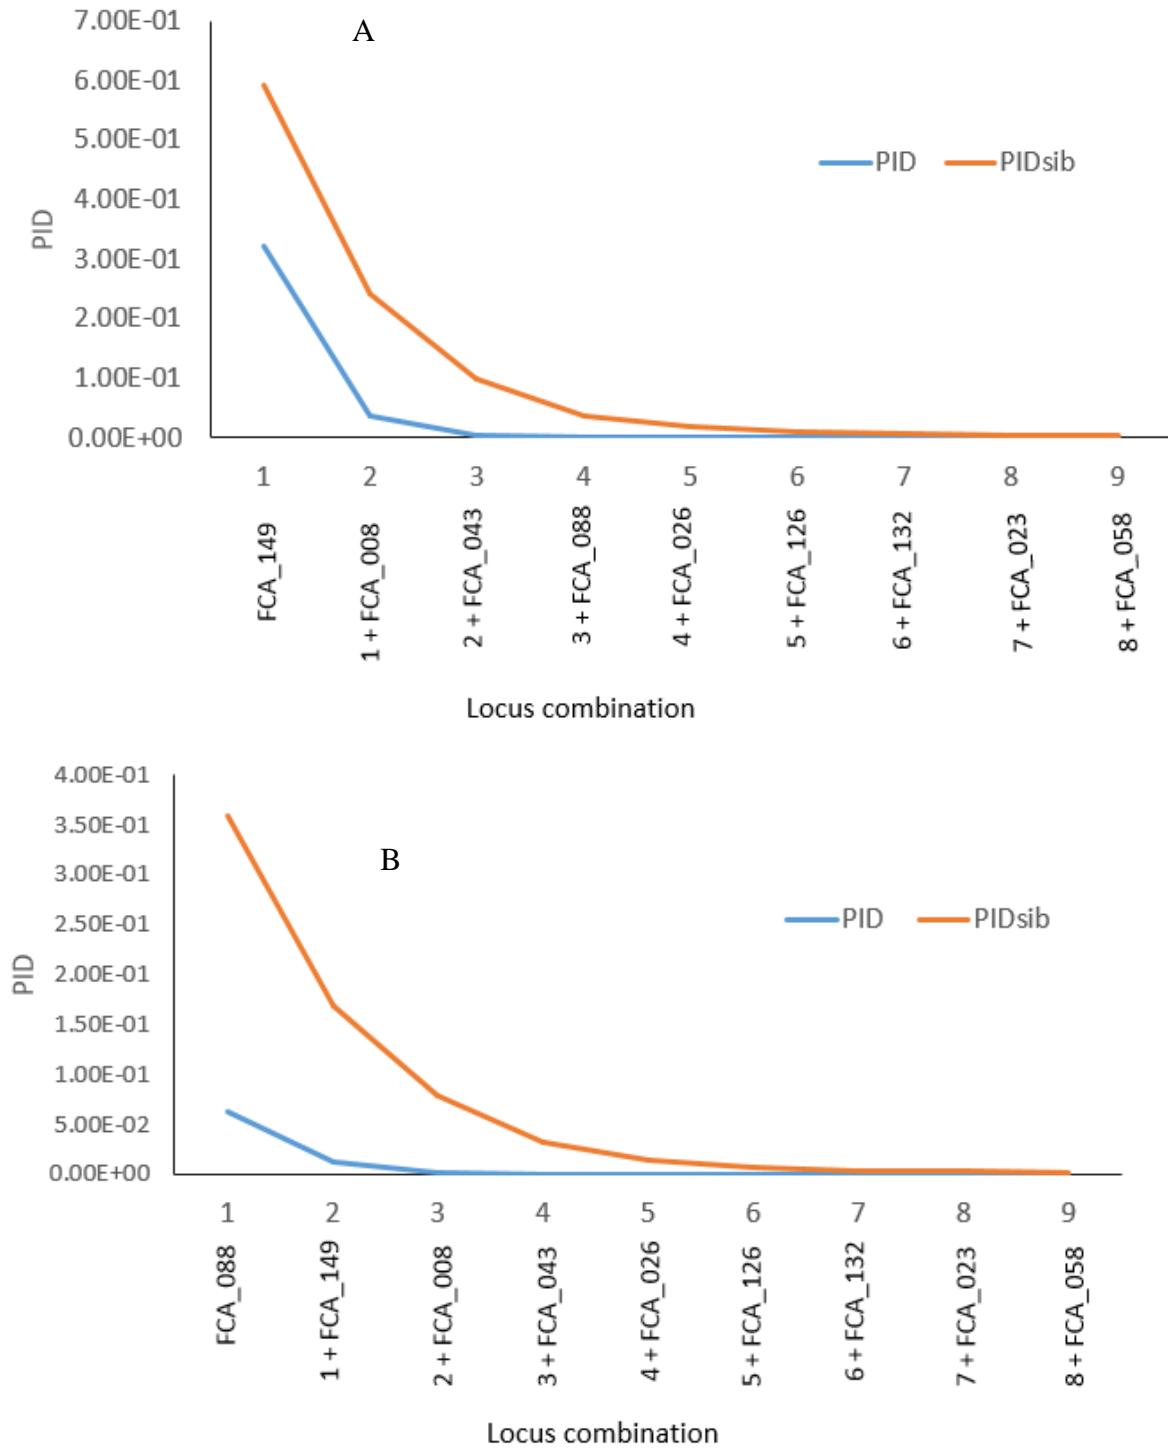 A
7.00E-01
6.00E-01
5.00E-01
4.00E-01
3.00E-01
2.00E-01
1.00E-01
0.00E+00
PID
PID PIDsib
1 2 3 4 5 6 7 8 9
FCA_149
1 + FCA_008
2 + FCA_043
3 + FCA_088
4 + FCA_026
5 + FCA_126
6 + FCA_132
7 + FCA_023
8 + FCA_058
Locus combination
B
4.00E-01
3.50E-01
3.00E-01
2.50E-01
2.00E-01
1.50E-01
1.00E-01
5.00E-02
0.00E+00
PID
PID PIDsib
1 2 3 4 5 6 7 8 9
FCA_088
1 + FCA_149
2 + FCA_008
3 + FCA_043
4 + FCA_026
5 + FCA_126
6 + FCA_132
7 + FCA_023
8 + FCA_058
Locus combination